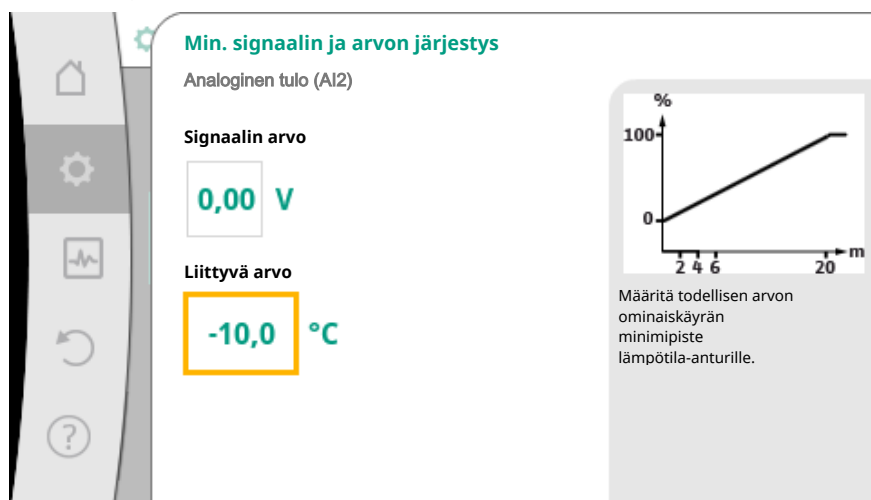 Min. signaalin ja arvon järjestys
Analoginen tulo (AI2)
Signaalin arvo
0,00 V
Liittyvä arvo
-10,0 °C
%
100
0
2 4 6 20
m
Määritä todellisen arvon
ominaiskäyrän
minimipiste
lämpötila-anturille.
?